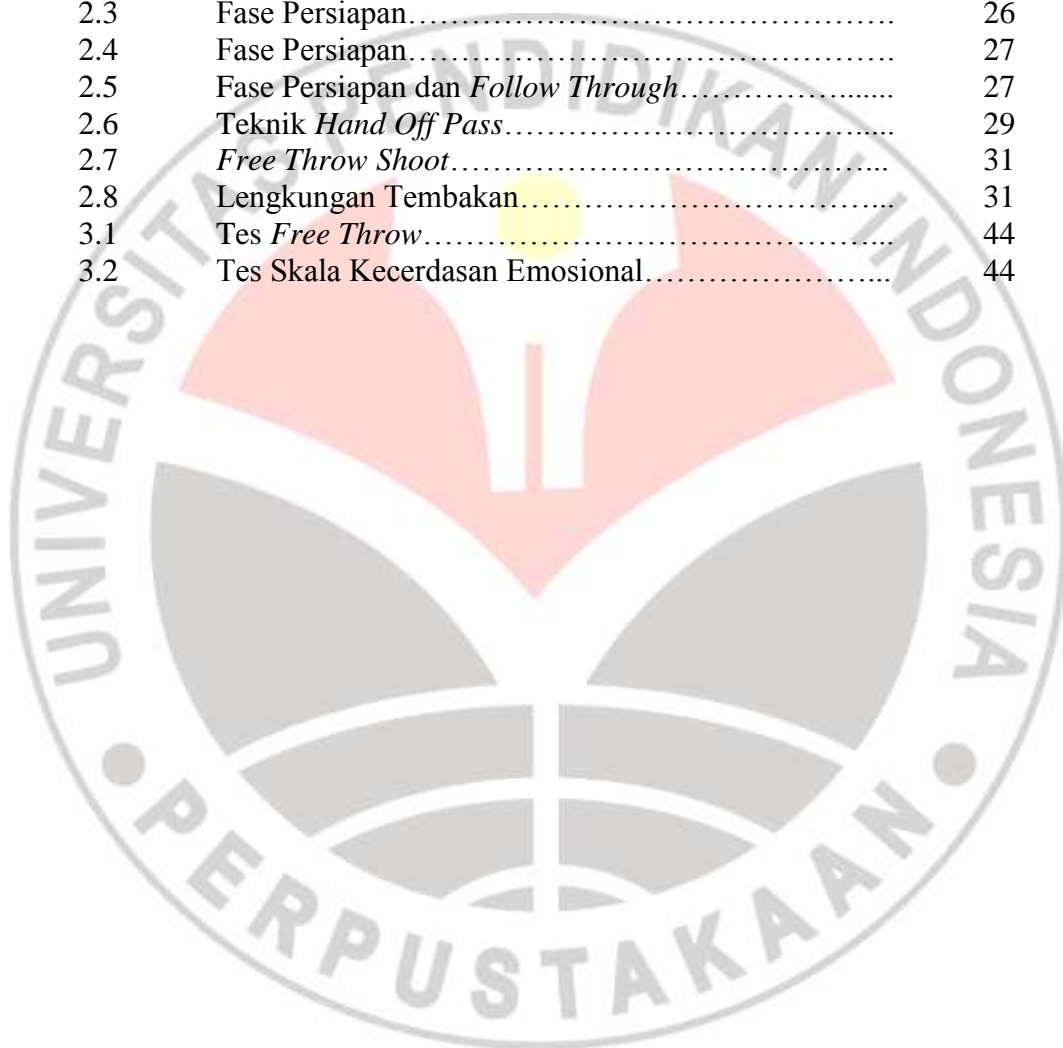 2.3 Fase Persiapan………………………………………. 26
2.4 Fase Persiapan………………………………………. 27
2.5 Fase Persiapan dan Follow Through……………....... 27
2.6 Teknik Hand Off Pass……………………………..... 29
2.7 Free Throw Shoot…………………………………... 31
2.8 Lengkungan Tembakan……………………………... 31
3.1 Tes Free Throw……………………………………... 44
3.2 Tes Skala Kecerdasan Emosional…………………... 44
UNIVERSITAS PENDIDIKAN INDONESIA
PERPUSTAKAAN